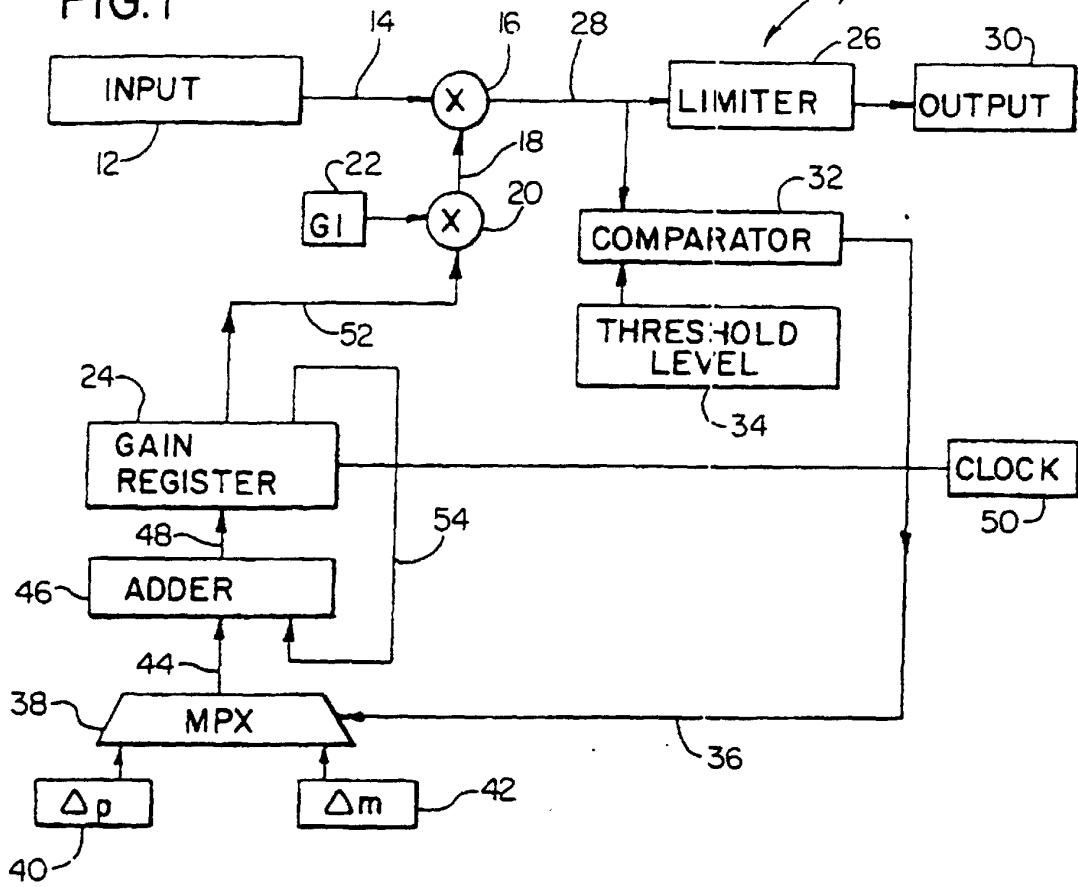 FIG. 1
14
16
28
26
30
INPUT
X
LIMITER
OUTPUT
12
18
22
20
32
GI
X
COMPARATOR
52
THRESHOLD
LEVEL
24
34
GAIN
REGISTER
CLOCK
50
48
54
46
ADDER
44
38
MPX
36
Δp
Δm
42
40